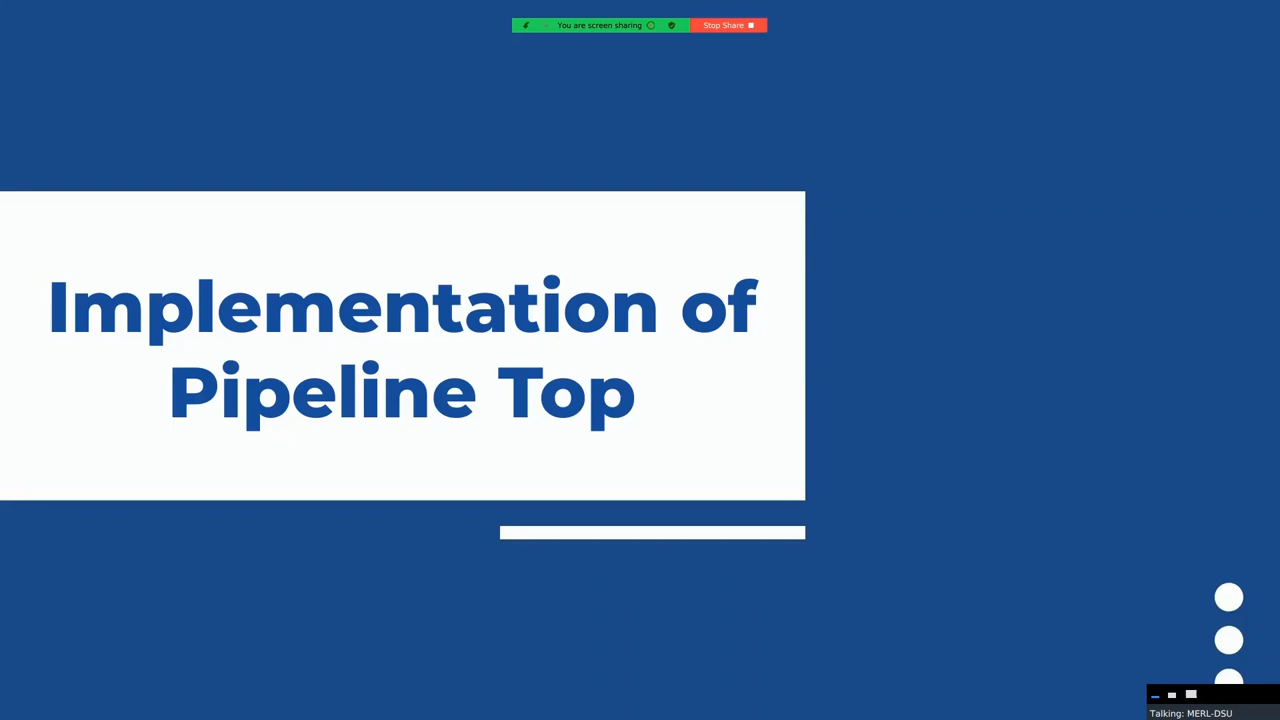 You are screen sharing
Stop Share
Implementation of
Pipeline Top
Talking: MERL-DSU